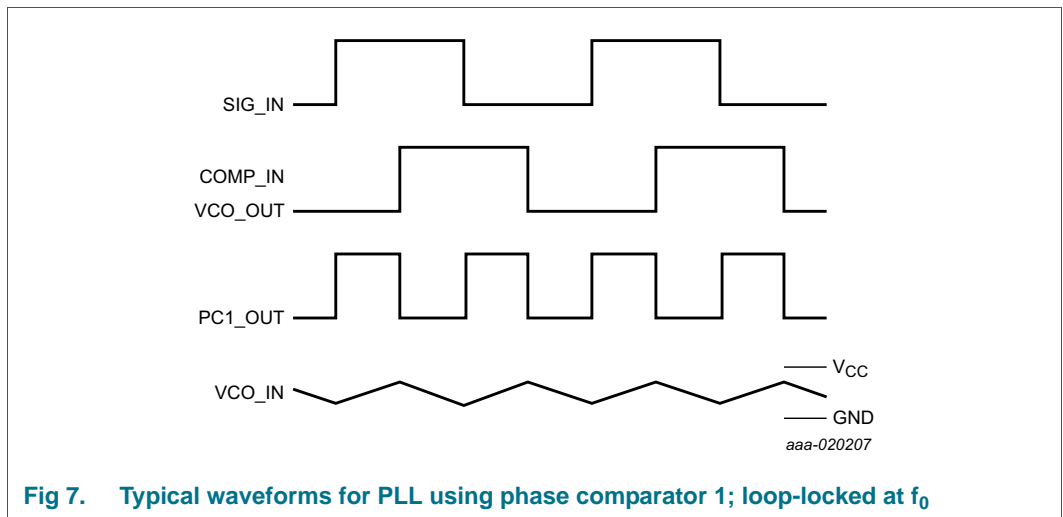 SIG_IN
COMP_IN
VCO_OUT
PC1_OUT
VCO_IN
VCC
GND
aaa-020207
Fig 7. Typical waveforms for PLL using phase comparator 1; loop-locked at f0